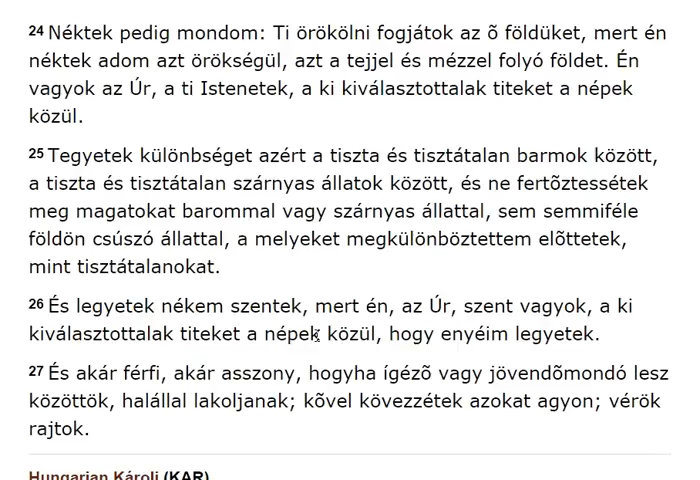 24 Néktek pedig mondom: Ti örökölni fogjátok az õ földüket, mert én
néktek adom azt örökségül, azt a tejjel és mézzel folyó földet. Én
vagyok az Úr, a ti Istenetek, a ki kiválasztottalak titeket a népek
közül.
25 Tegyetek különbséget azért a tiszta és tisztátalan barmok között,
a tiszta és tisztátalan szárnyas állatok között, és ne fertõztessétek
meg magatokat barommal vagy szárnyas állattal, sem semmiféle
földön csúszó állattal, a melyeket megkülönböztettem elõttetek,
mint tisztátalanokat.
26 És legyetek nékem szentek, mert én, az Úr, szent vagyok, a ki
kiválasztottalak titeket a népek közül, hogy enyéim legyetek.
27 És akár férfi, akár asszony, hogyha ígézõ vagy jövendõmondó lesz
közöttök, halállal lakoljanak; kõvel kövezzétek azokat agyon; vérök
rajtok.
Hungarian Károli (KAR)